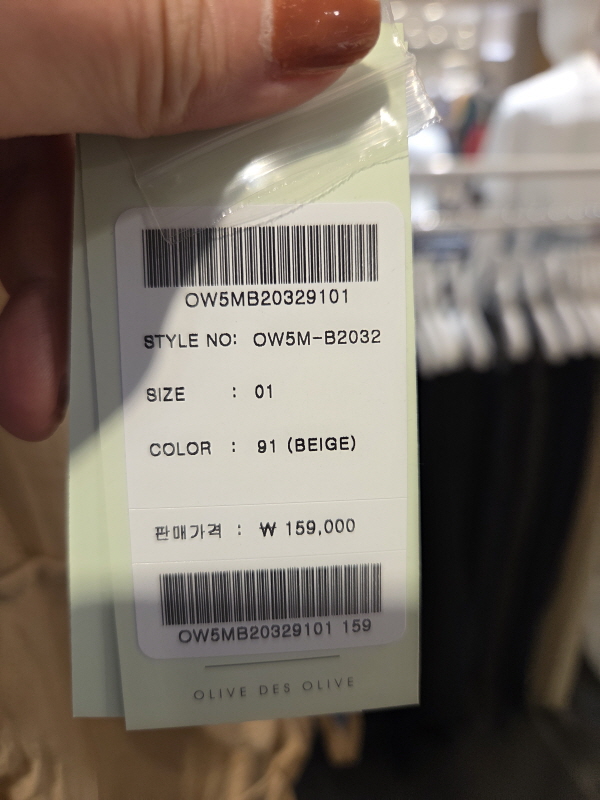 OW5MB20329101
STYLE NO: OW5M-B2032
SIZE : 01
COLOR : 91 (BEIGE)
판매가격 : ₩ 159,000
OW5MB20329101 159
OLIVE DES OLIVE